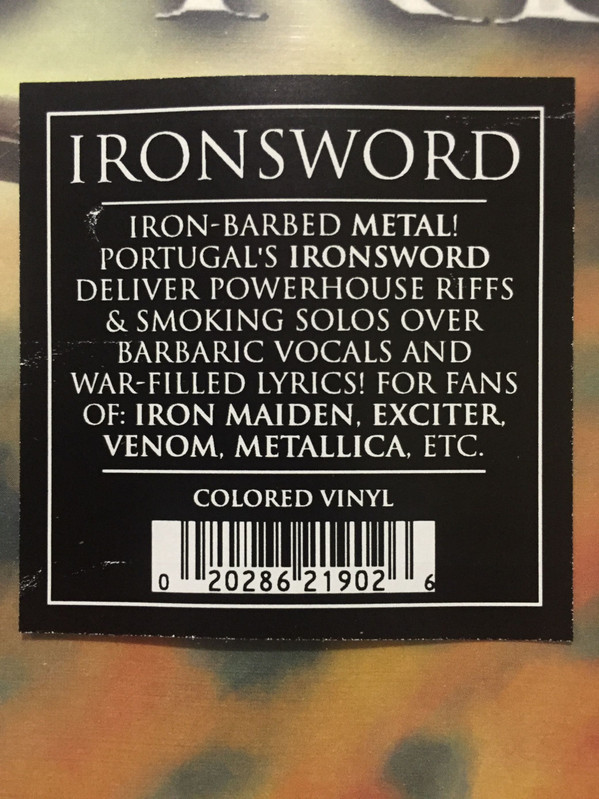 IRONSWORD
IRON-BARBED METAL!
PORTUGAL'S IRONSWORD
DELIVER POWERHOUSE RIFFS
& SMOKING SOLOS OVER
BARBARIC VOCALS AND
WAR-FILLED LYRICS! FOR FANS
OF: IRON MAIDEN, EXCITER,
VENOM, METALLICA, ETC.
COLORED VINYL
0 20286 21902 6